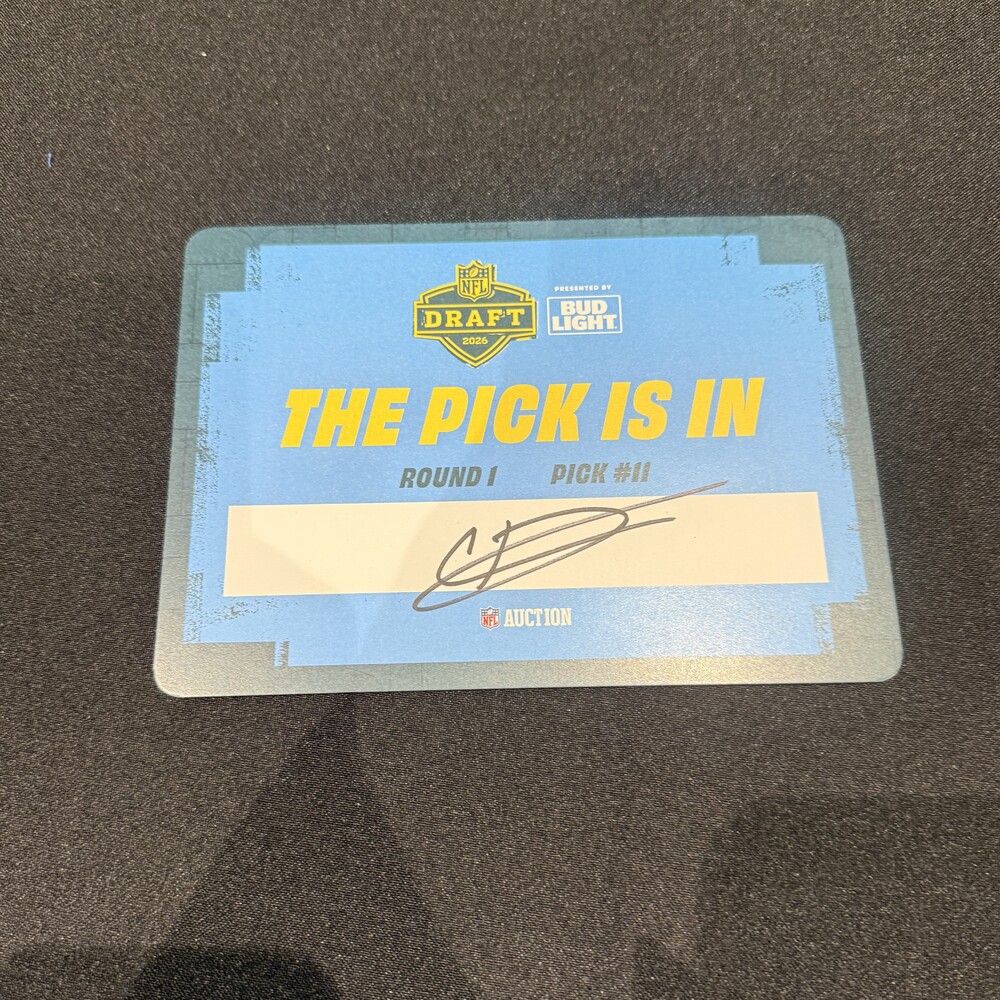 NFL
DRAFT
2026
PRESENTED BY
BUD
LIGHT
THE PICK IS IN
ROUND 1 PICK #11
NFL AUCTION